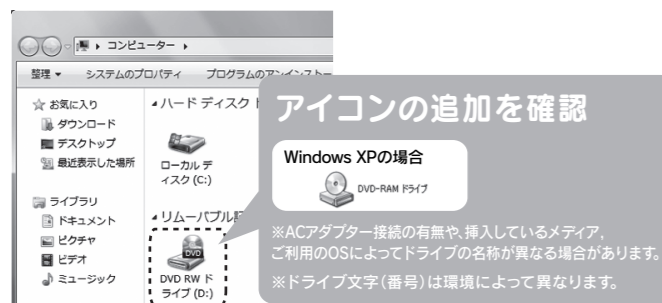 コンピューター
整理 システムのプロパティ プログラムのアンインストー
お気に入り
ダウンロード
デスクトップ
最近表示した場所
ライブラリ
ドキュメント
ピクチャ
ビデオ
ミュージック
ハード ディスク
ローカル デ
ィスク (C:)
リムーバブル
DVD
DVD RW ド
ライブ (D:)
アイコンの追加を確認
Windows XPの場合
DVD-RAM ドライブ
※ACアダプター接続の有無や、挿入しているメディア、
ご利用のOSによってドライブの名称が異なる場合があります。
※ドライブ文字(番号)は環境によって異なります。